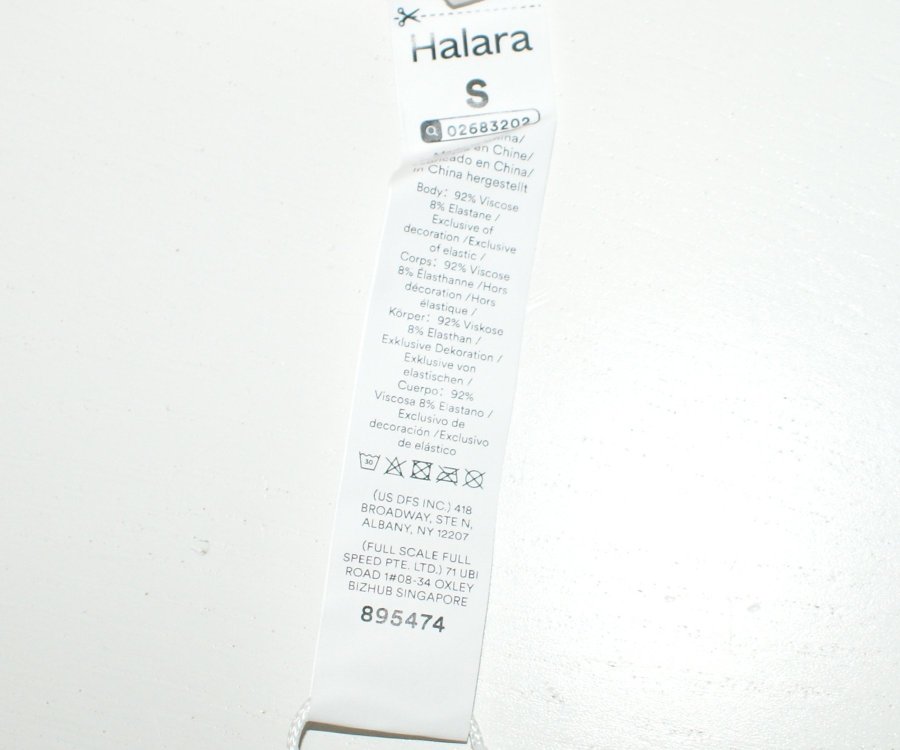 Halara
S
02683202
en Chine/
en China/
China hergestellt
Body: 92% Viscose
8% Elastane /
Exclusive of
decoration /Exclusive
of elastic /
Corps: 92% Viscose
8% Élasthanne /Hors
décoration /Hors
élastique /
Körper: 92% Viskose
8% Elasthan /
Exklusive Dekoration /
Exklusive von
elastischen /
Cuerpo: 92%
Viscosa 8% Elastano /
Exclusivo de
decoración /Exclusivo
de elástico
30
(US DFS INC.) 418
BROADWAY, STE N,
ALBANY, NY 12207
(FULL SCALE FULL
SPEED PTE. LTD.) 71 UBI
ROAD 1#08-34 OXLEY
BIZHUB SINGAPORE
895474